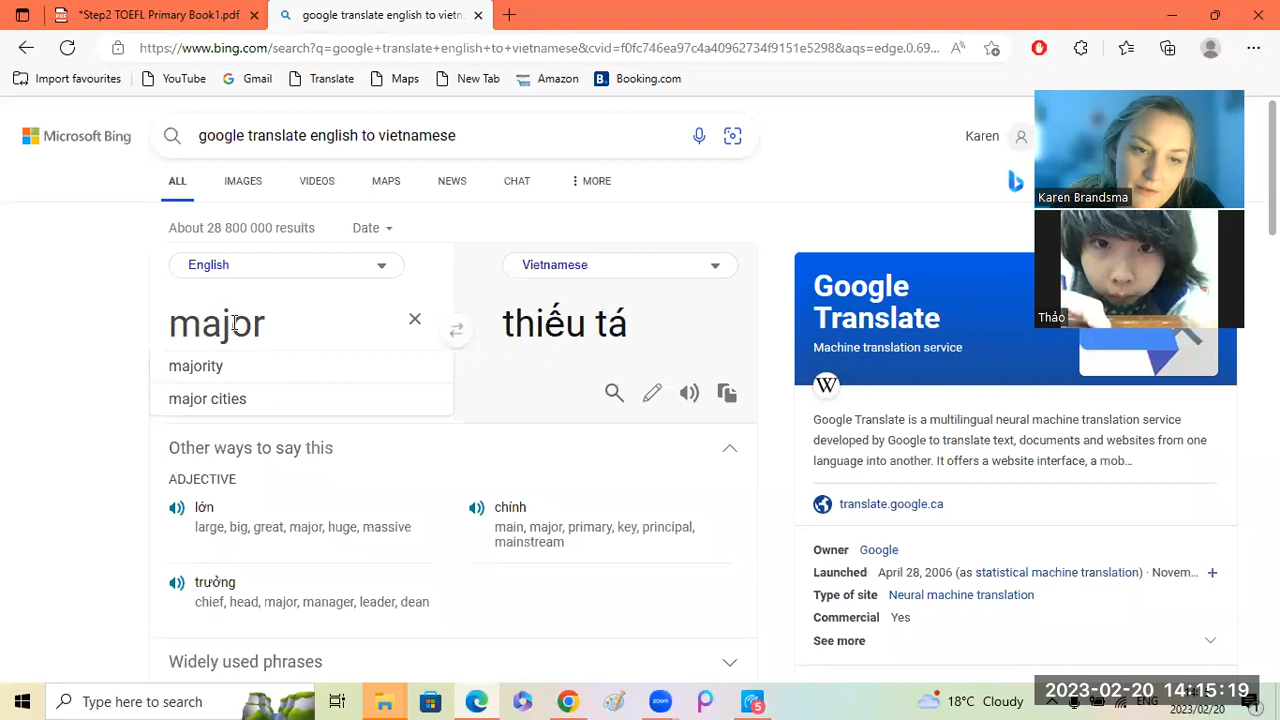 "Step2 TOEFL Primary Book1.pdf
google translate english to vietn
https://www.bing.com/search?q=google+translate+english+to+vietnamese&cvid=f0fc746ea97c4a40962734f9151e5298&aqs=edge.0.69...
Import favourites
YouTube
Gmail
Translate
Maps
New Tab
Amazon
Booking.com
Microsoft Bing
google translate english to vietnamese
Karen
ALL
IMAGES
VIDEOS
MAPS
NEWS
CHAT
MORE
About 28 800 000 results
Date
English
Vietnamese
major
thiếu tá
majority
major cities
Other ways to say this
ADJECTIVE
lớn
large, big, great, major, huge, massive
chính
main, major, primary, key, principal,
mainstream
trưởng
chief, head, major, manager, leader, dean
Widely used phrases
Karen Brandsma
Thảo
Google
Translate
Machine translation service
W
Google Translate is a multilingual neural machine translation service
developed by Google to translate text, documents and websites from one
language into another. It offers a website interface, a mob...
translate.google.ca
Owner Google
Launched April 28, 2006 (as statistical machine translation) · Novem...
Type of site Neural machine translation
Commercial Yes
See more
Type here to search
zoom
5
18°C Cloudy
ENG
2023-02-20 14:15:19
2023/02/20